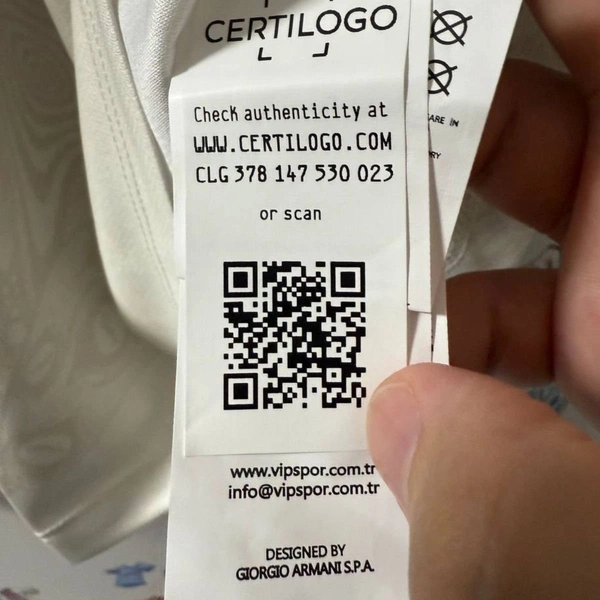 CERTILOGO
Check authenticity at
WWW.CERTILOGO.COM
CLG 378 147 530 023
or scan
www.vipspor.com.tr
info@vipspor.com.tr
DESIGNED BY
GIORGIO ARMANI S.P.A.
IN